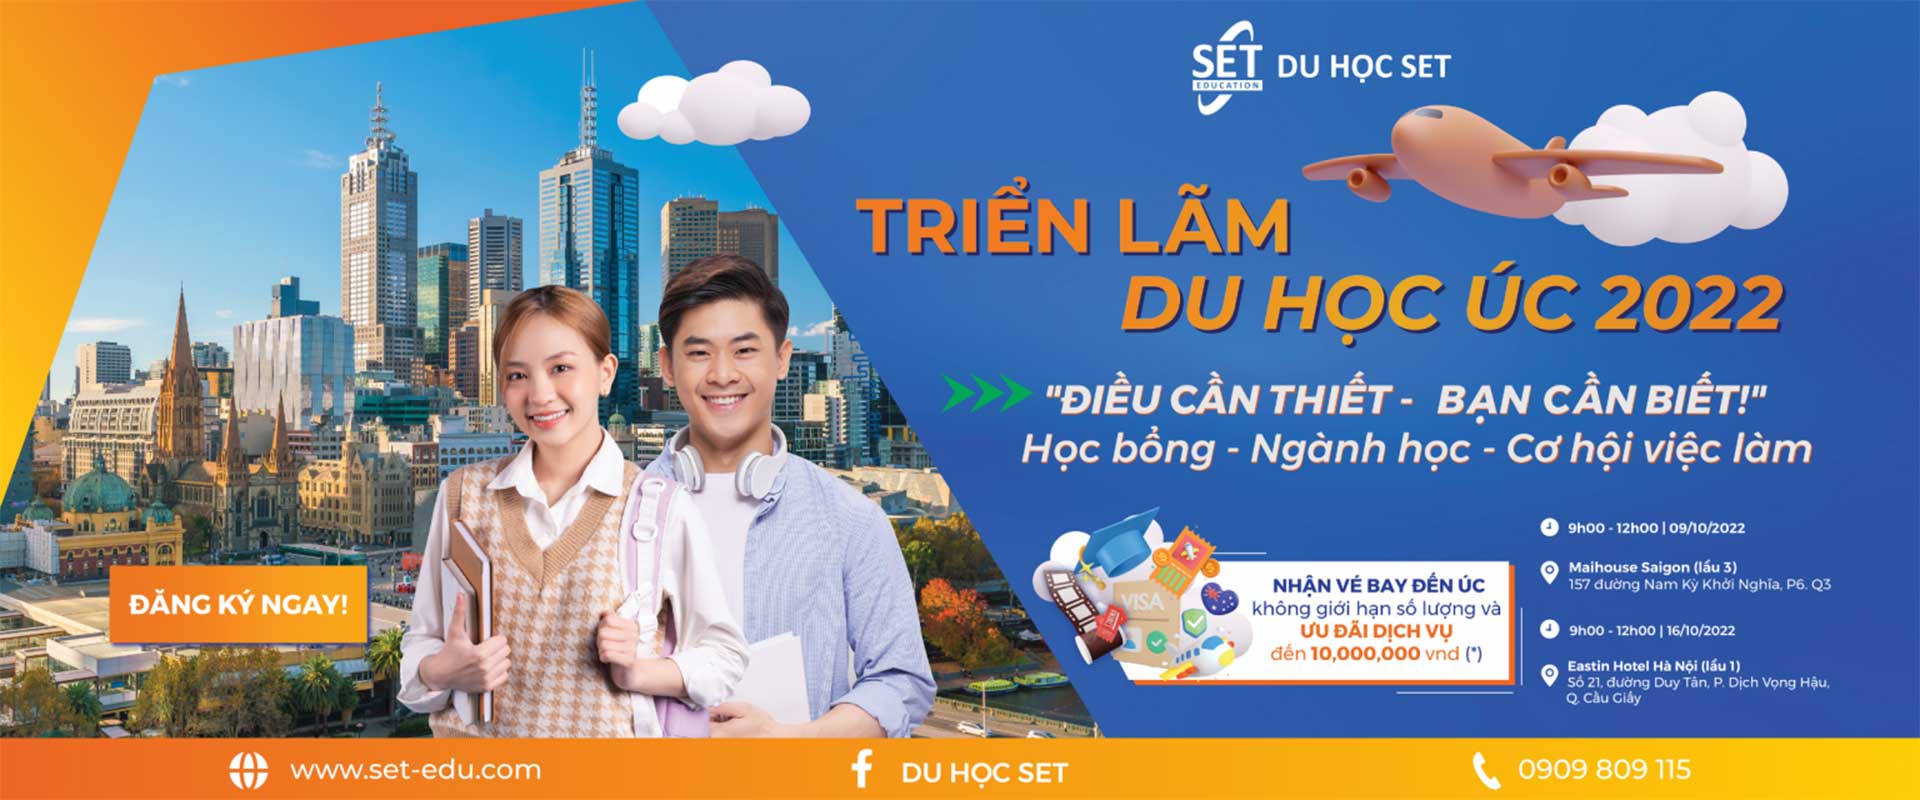 SET
EDUCATION
DU HỌC SET
TRIỂN LÃM
DU HỌC ÚC 2022
"ĐIỀU CẦN THIẾT - BẠN CẦN BIẾT!"
Học bổng - Ngành học - Cơ hội việc làm
ĐĂNG KÝ NGAY!
VISA
NHẬN VÉ BAY ĐẾN ÚC
không giới hạn số lượng và
ƯU ĐÃI DỊCH VỤ
đến 10,000,000 vnd (*)
9h00 - 12h00 | 09/10/2022
Maihouse Saigon (lầu 3)
157 đường Nam Kỳ Khởi Nghĩa, P6. Q3
9h00 - 12h00 | 16/10/2022
Eastin Hotel Hà Nội (lầu 1)
Số 21, đường Duy Tân, P. Dịch Vọng Hậu,
Q. Cầu Giấy
www.set-edu.com
DU HỌC SET
0909 809 115